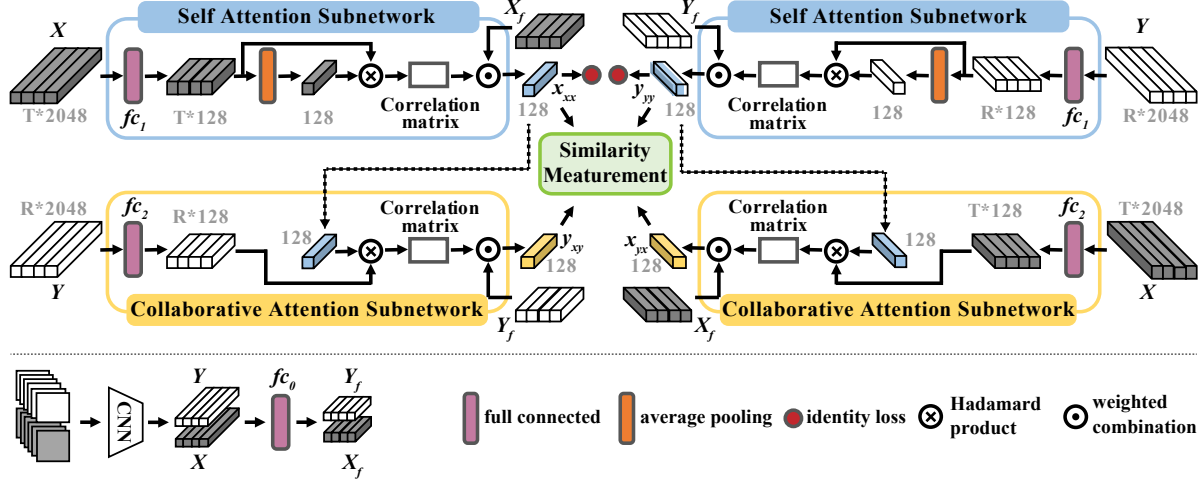 Self Attention Subnetwork
Self Attention Subnetwork
X
X_f
Y_f
Y
T*2048
fc_1
T*128
128
Correlation
matrix
x_xx
128
y_yy
128
Correlation
matrix
128
R*128
fc_1
R*2048
Similarity
Meaturement
R*2048
fc_2
R*128
128
Correlation
matrix
y_xy
128
x_yx
128
Correlation
matrix
128
T*128
fc_2
T*2048
Y
X
Collaborative Attention Subnetwork
Collaborative Attention Subnetwork
Y_f
X_f
CNN
Y
X
fc_0
Y_f
X_f
full connected
average pooling
identity loss
Hadamard
product
weighted
combination